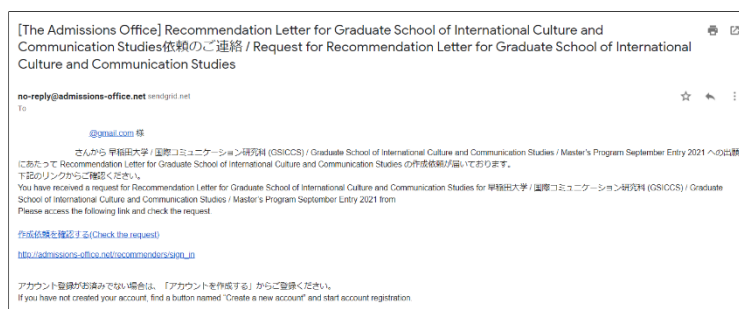 [The Admissions Office] Recommendation Letter for Graduate School of International Culture and
Communication Studies依頼のご連絡 / Request for Recommendation Letter for Graduate School of International
Culture and Communication Studies
no-reply@admissions-office.net sendgrid.net
To
@gmail.com 様
さんから 早稲田大学 / 国際コミュニケーション研究科 (GSICCS) / Graduate School of International Culture and Communication Studies / Master's Program September Entry 2021 への出願
にあたって Recommendation Letter for Graduate School of International Culture and Communication Studies の作成依頼が届いております。
下記のリンクからご確認ください。
You have received a request for Recommendation Letter for Graduate School of International Culture and Communication Studies for 早稲田大学 / 国際コミュニケーション研究科 (GSICCS) / Graduate
School of International Culture and Communication Studies / Master's Program September Entry 2021 from
Please access the following link and check the request.
作成依頼を確認する(Check the request)
http://admissions-office.net/recommenders/sign_in
アカウント登録がお済みでない場合は、「アカウントを作成する」からご登録ください。
If you have not created your account, find a button named "Create a new account" and start account registration.